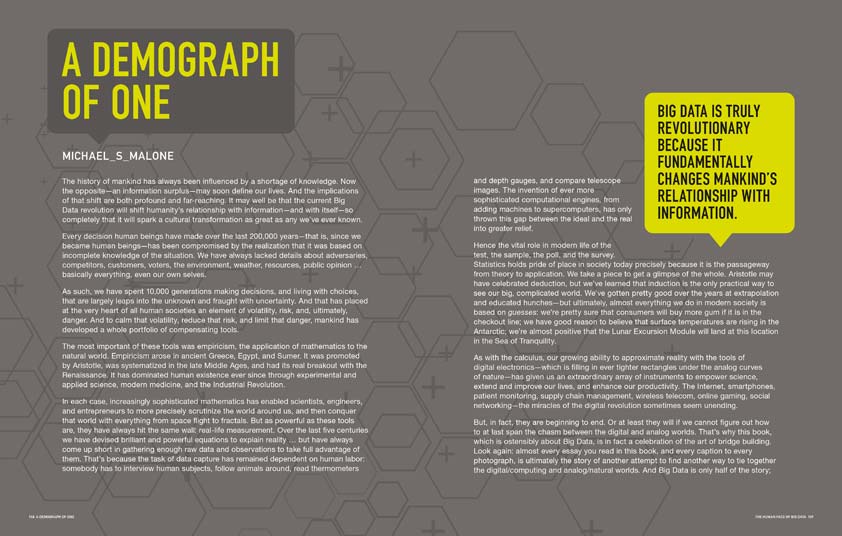 A DEMOGRAPH
OF ONE
MICHAEL_S_MALONE
The history of mankind has always been influenced by a shortage of knowledge. Now
the opposite—an information surplus—may soon define our lives. And the implications
of that shift are both profound and far-reaching. It may well be that the current Big
Data revolution will shift humanity's relationship with information—and with itself—so
completely that it will spark a cultural transformation as great as any we've ever known.
Every decision human beings have made over the last 200,000 years—that is, since we
became human beings—has been compromised by the realization that it was based on
incomplete knowledge of the situation. We have always lacked details about adversaries,
competitors, customers, voters, the environment, weather, resources, public opinion …
basically everything, even our own selves.
As such, we have spent 10,000 generations making decisions, and living with choices,
that are largely leaps into the unknown and fraught with uncertainty. And that has placed
at the very heart of all human societies an element of volatility, risk, and, ultimately,
danger. And to calm that volatility, reduce that risk, and limit that danger, mankind has
developed a whole portfolio of compensating tools.
The most important of these tools was empiricism, the application of mathematics to the
natural world. Empiricism arose in ancient Greece, Egypt, and Sumer. It was promoted
by Aristotle, was systematized in the late Middle Ages, and had its real breakout with the
Renaissance. It has dominated human existence ever since through experimental and
applied science, modern medicine, and the Industrial Revolution.
In each case, increasingly sophisticated mathematics has enabled scientists, engineers,
and entrepreneurs to more precisely scrutinize the world around us, and then conquer
that world with everything from space flight to fractals. But as powerful as these tools
are, they have always hit the same wall: real-life measurement. Over the last five centuries
we have devised brilliant and powerful equations to explain reality … but have always
come up short in gathering enough raw data and observations to take full advantage of
them. That's because the task of data capture has remained dependent on human labor:
somebody has to interview human subjects, follow animals around, read thermometers
and depth gauges, and compare telescope
images. The invention of ever more
sophisticated computational engines, from
adding machines to supercomputers, has only
thrown this gap between the ideal and the real
into greater relief.
Hence the vital role in modern life of the
test, the sample, the poll, and the survey.
Statistics holds pride of place in society today precisely because it is the passageway
from theory to application. We take a piece to get a glimpse of the whole. Aristotle may
have celebrated deduction, but we've learned that induction is the only practical way to
see our big, complicated world. We've gotten pretty good over the years at extrapolation
and educated hunches—but ultimately, almost everything we do in modern society is
based on guesses: we're pretty sure that consumers will buy more gum if it is in the
checkout line; we have good reason to believe that surface temperatures are rising in the
Antarctic; we're almost positive that the Lunar Excursion Module will land at this location
in the Sea of Tranquility.
As with the calculus, our growing ability to approximate reality with the tools of
digital electronics—which is filling in ever tighter rectangles under the analog curves
of nature—has given us an extraordinary array of instruments to empower science,
extend and improve our lives, and enhance our productivity. The Internet, smartphones,
patient monitoring, supply chain management, wireless telecom, online gaming, social
networking—the miracles of the digital revolution sometimes seem unending.
But, in fact, they are beginning to end. Or at least they will if we cannot figure out how
to at last span the chasm between the digital and analog worlds. That's why this book,
which is ostensibly about Big Data, is in fact a celebration of the art of bridge building.
Look again: almost every essay you read in this book, and every caption to every
photograph, is ultimately the story of another attempt to find another way to tie together
the digital/computing and analog/natural worlds. And Big Data is only half of the story;
BIG DATA IS TRULY
REVOLUTIONARY
BECAUSE IT
FUNDAMENTALLY
CHANGES MANKIND'S
RELATIONSHIP WITH
INFORMATION.
A DEMOGRAPH OF ONE
THE HUMAN FACE OF BIG DATA